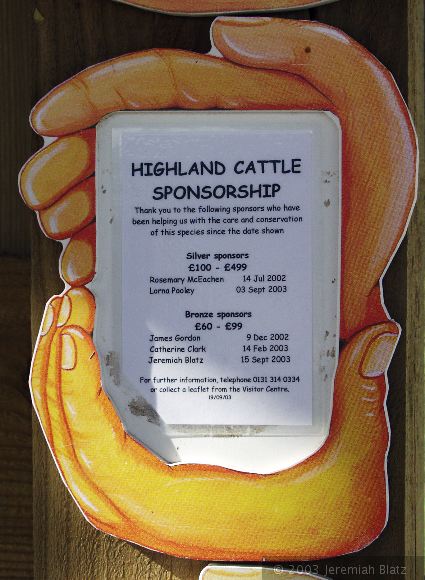 HIGHLAND CATTLE
SPONSORSHIP
Thank you to the following sponsors who have
been helping us with the care and conservation
of this species since the date shown
Silver sponsors
£100 - £499
Rosemary McEachen 14 Jul 2002
Lorna Pooley 03 Sept 2003
Bronze sponsors
£60 - £99
James Gordon 9 Dec 2002
Catherine Clark 14 Feb 2003
Jeremiah Blatz 15 Sept 2003
For further information, telephone 0131 314 0334
or collect a leaflet from the Visitor Centre.
19/09/03
© 2003 Jeremiah Blatz